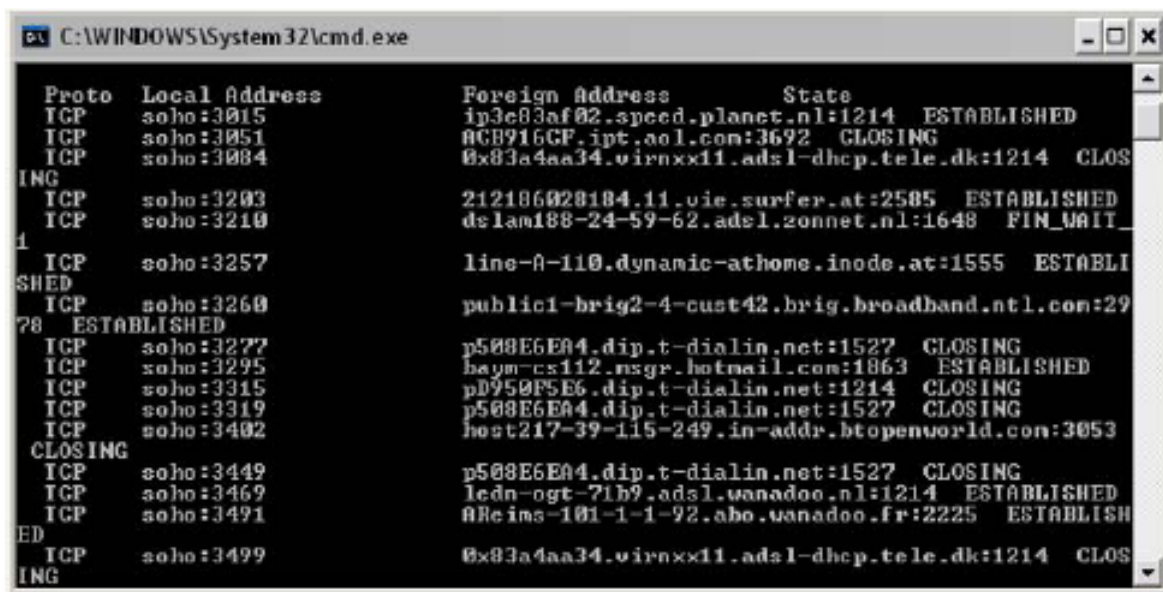 C:\WINDOWS\System32\cmd.exe
Proto Local Address Foreign Address State
TCP soho:3015 ip3e83af02.speed.planet.nl:1214 ESTABLISHED
TCP soho:3051 ACB916CF.ipt.aol.com:3692 CLOSING
TCP soho:3084 0x83a4aa34.virnxx11.adsl-dhcp.tele.dk:1214 CLOS
ING
TCP soho:3203 212186028184.11.vie.surfer.at:2585 ESTABLISHED
TCP soho:3210 dslam188-24-59-62.adsl.zonnet.nl:1648 FIN_WAIT_
1
TCP soho:3257 line-A-110.dynamic-athome.inode.at:1555 ESTABLI
SHED
TCP soho:3260 public1-brig2-4-cust42.brig.broadband.ntl.com:29
78 ESTABLISHED
TCP soho:3277 p508E6EA4.dip.t-dialin.net:1527 CLOSING
TCP soho:3295 baym-cs112.msgr.hotmail.com:1863 ESTABLISHED
TCP soho:3315 pD950F5E6.dip.t-dialin.net:1214 CLOSING
TCP soho:3319 p508E6EA4.dip.t-dialin.net:1527 CLOSING
TCP soho:3402 host217-39-115-249.in-addr.btopenworld.com:3053
CLOSING
TCP soho:3449 p508E6EA4.dip.t-dialin.net:1527 CLOSING
TCP soho:3469 ledn-ogt-71b9.adsl.wanadoo.nl:1214 ESTABLISHED
TCP soho:3491 AReims-101-1-1-92.abo.wanadoo.fr:2225 ESTABLISH
ED
TCP soho:3499 0x83a4aa34.virnxx11.adsl-dhcp.tele.dk:1214 CLOS
ING